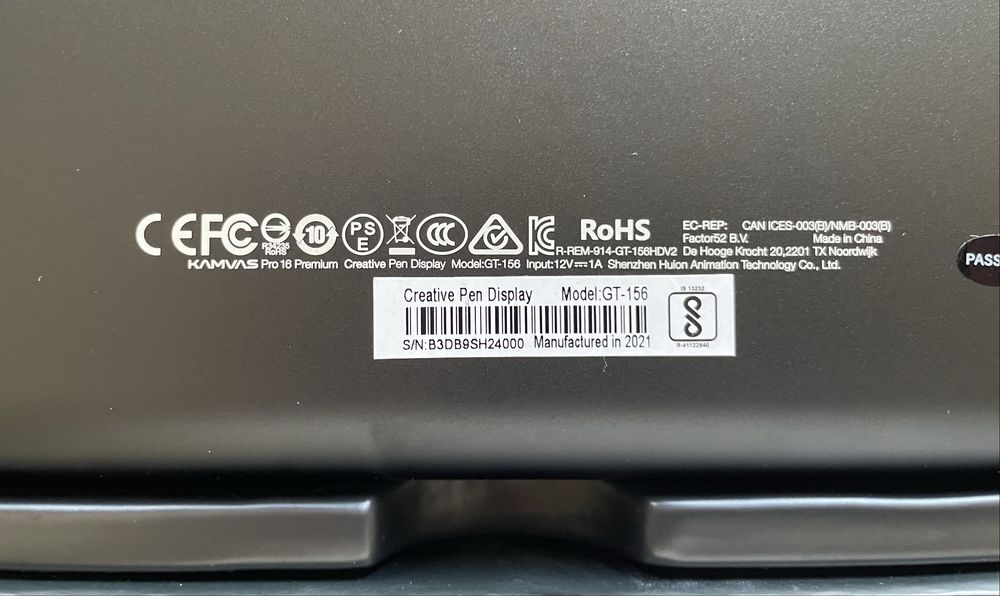 CE FC R34235 RoHS 10 PS E CCC RoHS EC-REP: CAN ICES-003(B)/NMB-003(B)
Factor52 B.V. Made in China
R-REM-914-GT-156HDV2 De Hooge Krocht 20,2201 TX Noordwijk
KAMVAS Pro 16 Premium Creative Pen Display Model:GT-156 Input:12V⎓1A Shenzhen Huion Animation Technology Co., Ltd.
PASS
Creative Pen Display Model:GT-156
S/N:B3DB9SH24000 Manufactured in 2021
IS 13252
R-41122840